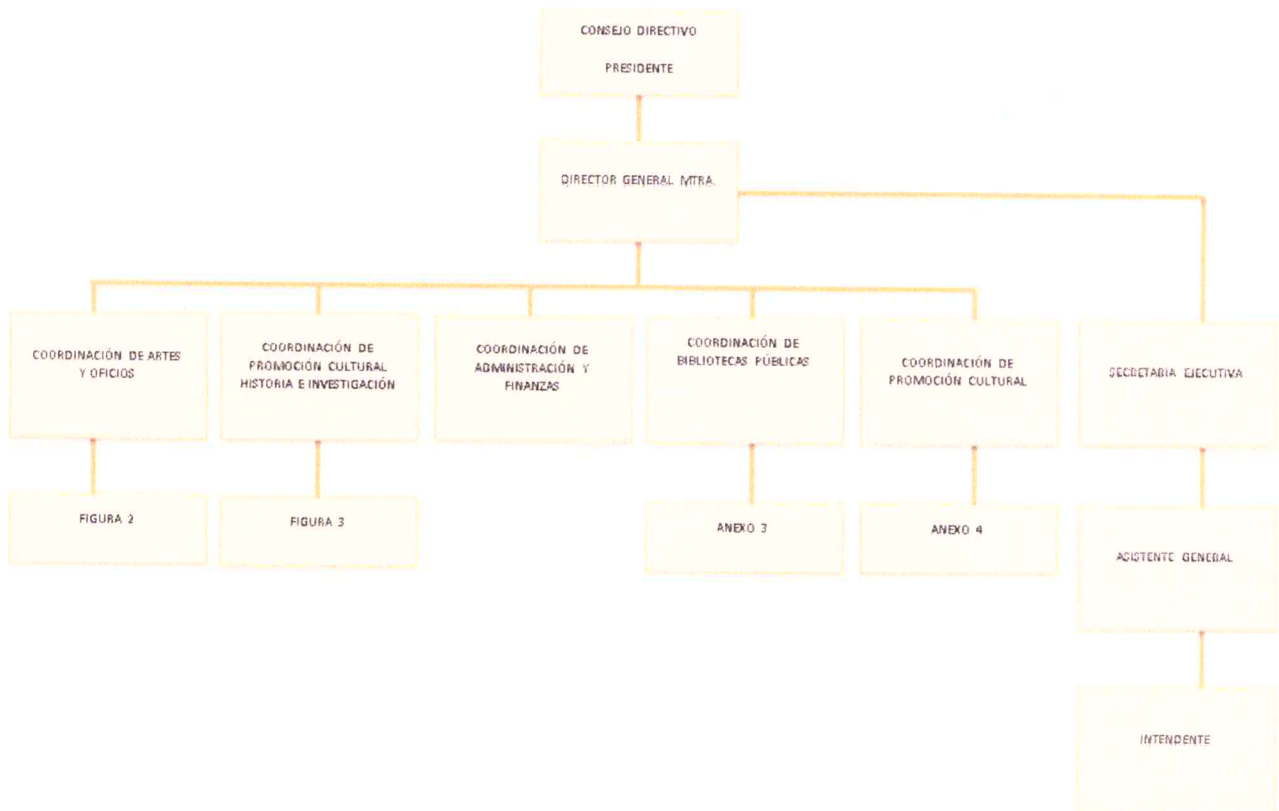 CONSEJO DIRECTIVO
PRESIDENTE
DIRECTOR GENERAL MTRA.
COORDINACIÓN DE ARTES
Y OFICIOS
COORDINACIÓN DE
PROMOCIÓN CULTURAL
HISTORIA E INVESTIGACIÓN
COORDINACIÓN DE
ADMINISTRACIÓN Y
FINANZAS
COORDINACIÓN DE
BIBLIOTECAS PÚBLICAS
COORDINACIÓN DE
PROMOCIÓN CULTURAL
SECRETARIA EJECUTIVA
FIGURA 2
FIGURA 3
ANEXO 3
ANEXO 4
ASISTENTE GENERAL
INTENDENTE